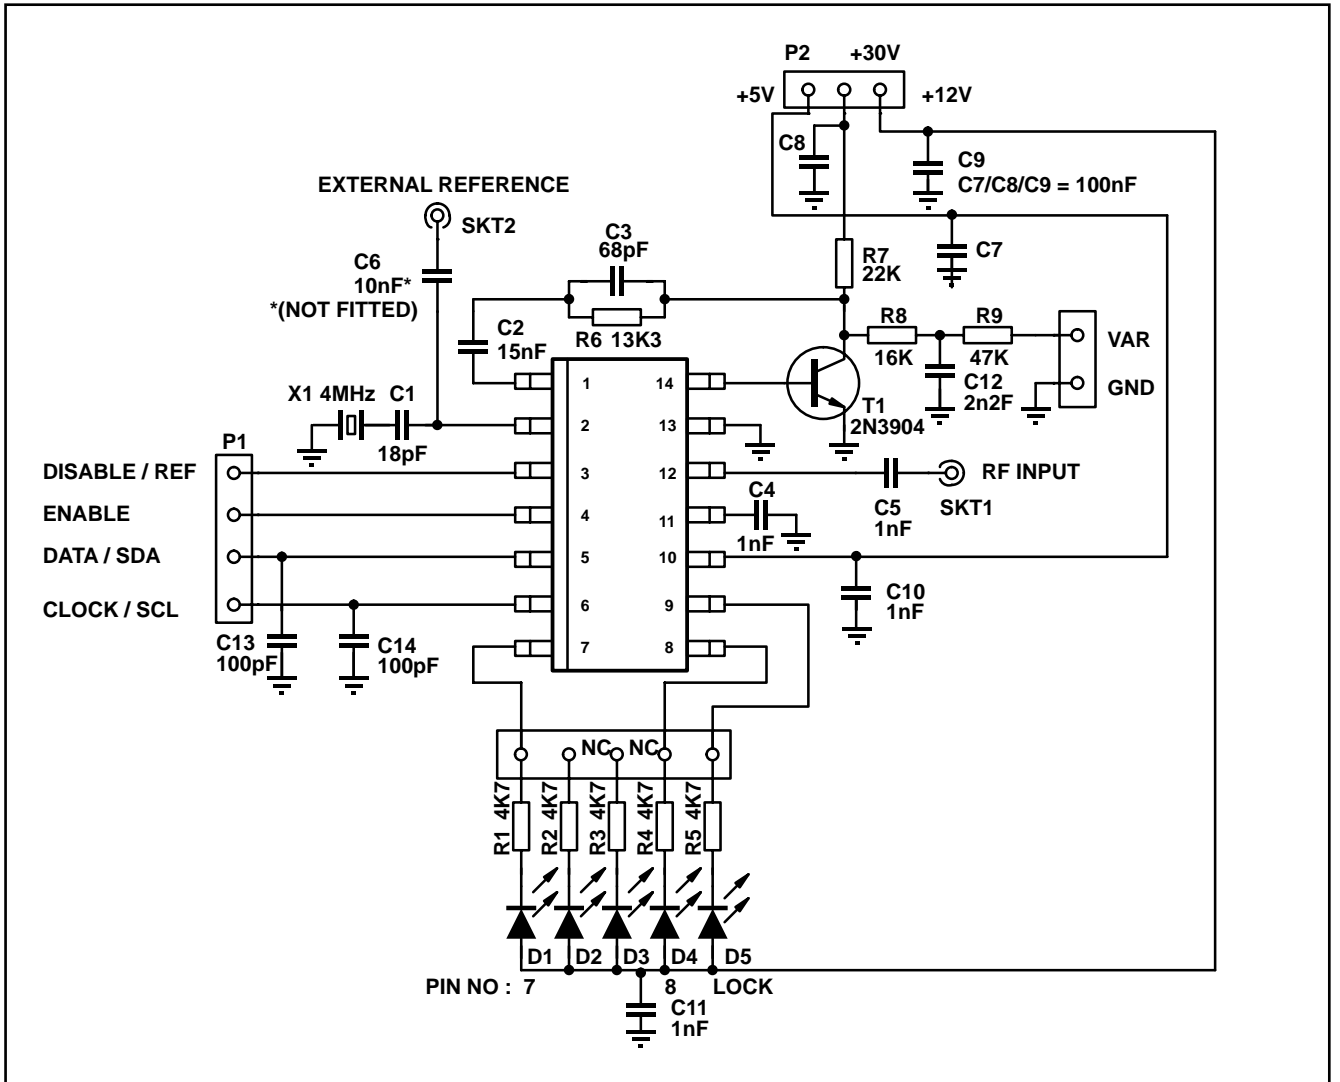 P2 +30V
+5V +12V
C8
C9
C7/C8/C9 = 100nF
EXTERNAL REFERENCE
SKT2
C6
10nF*
*(NOT FITTED)
C3
68pF
R7
22K
C7
C2
15nF
R6 13K3
R8
16K
R9
47K
VAR
GND
C12
2n2F
T1
2N3904
X1 4MHz C1
18pF
P1
DISABLE / REF
ENABLE
DATA / SDA
CLOCK / SCL
C13
100pF
C14
100pF
1 14
2 13
3 12
4 11
5 10
6 9
7 8
C4
1nF
C5
1nF
RF INPUT
SKT1
C10
1nF
NC NC
R1 4K7
R2 4K7
R3 4K7
R4 4K7
R5 4K7
D1 D2 D3 D4 D5
PIN NO : 7 8 LOCK
C11
1nF